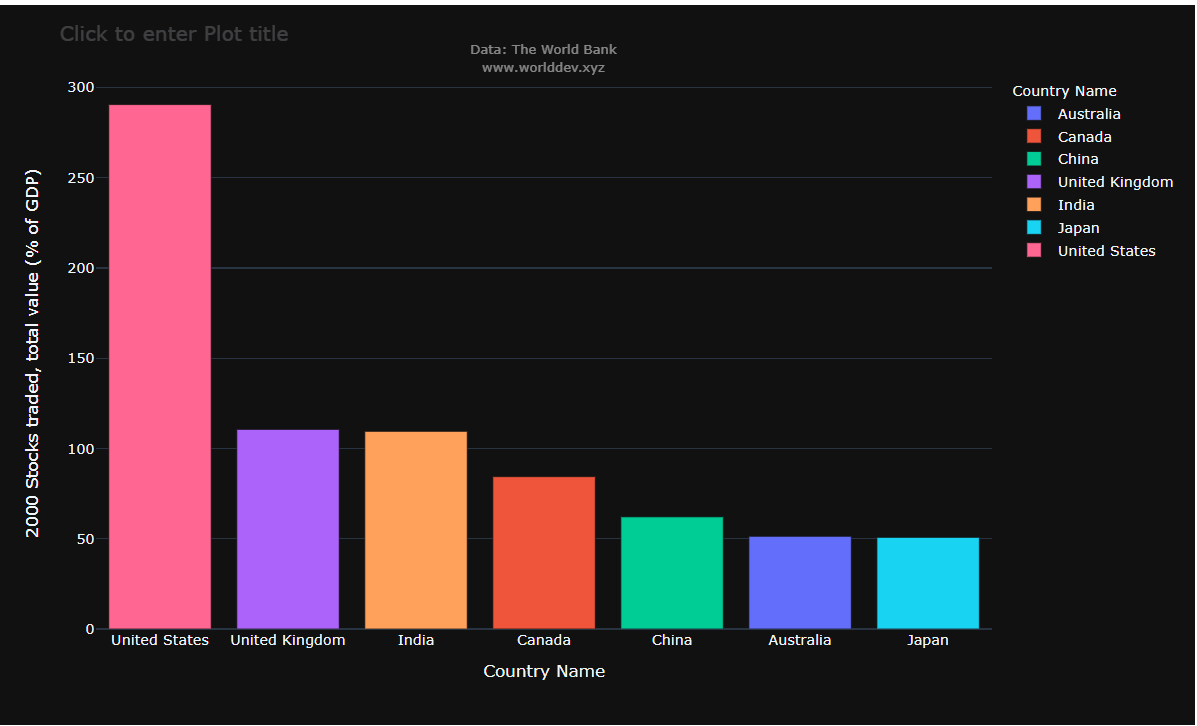 Click to enter Plot title
Data: The World Bank
www.worlddev.xyz
2000 Stocks traded, total value (% of GDP)
300
250
200
150
100
50
0
United States
United Kingdom
India
Canada
China
Australia
Japan
Country Name
Country Name
Australia
Canada
China
United Kingdom
India
Japan
United States